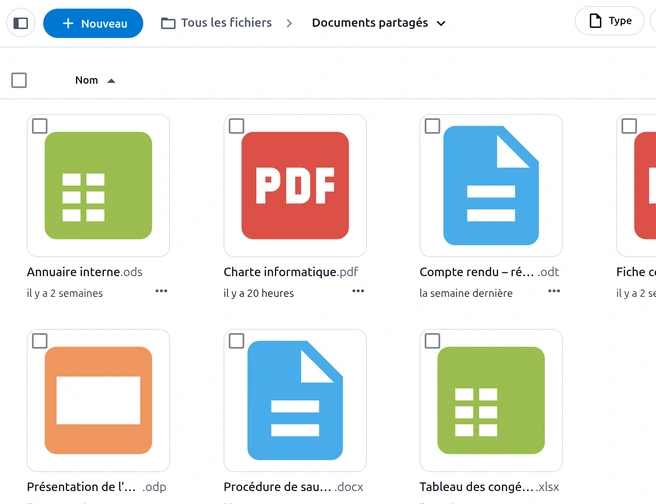 Nouveau
Tous les fichiers
Documents partagés
Type
Nom
PDF
Annuaire interne.ods
Charte informatique.pdf
Compte rendu – ré... .odt
Fiche
il y a 2 semaines
il y a 20 heures
la semaine dernière
il y a 2
Présentation de l’... .odp
Procédure de sau... .docx
Tableau des congé... .xlsx